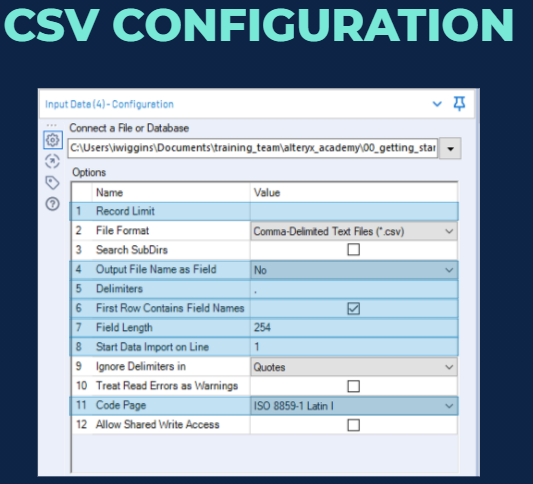 CSV CONFIGURATION
Input Data (4) - Configuration
Connect a File or Database
C:\Users\iwiggins\Documents\training_team\alteryx_academy\00_getting_star
Options
Name Value
1 Record Limit
2 File Format Comma-Delimited Text Files (*.csv)
3 Search SubDirs
4 Output File Name as Field No
5 Delimiters ,
6 First Row Contains Field Names
7 Field Length 254
8 Start Data Import on Line 1
9 Ignore Delimiters in Quotes
10 Treat Read Errors as Warnings
11 Code Page ISO 8859-1 Latin I
12 Allow Shared Write Access